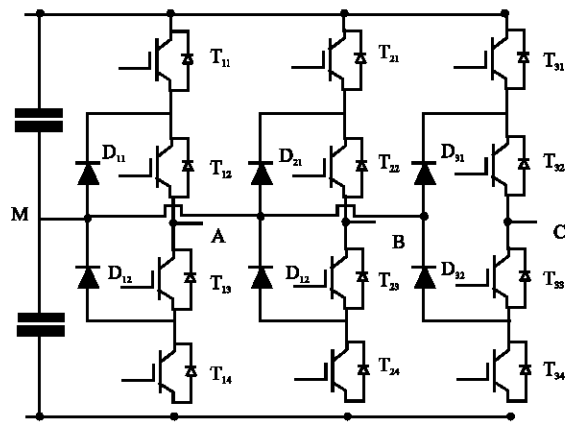 T11 T21 T31
D11 T12 D21 T22 D31 T32
M A B C
D12 T13 D12 T23 D32 T33
T14 T24 T34